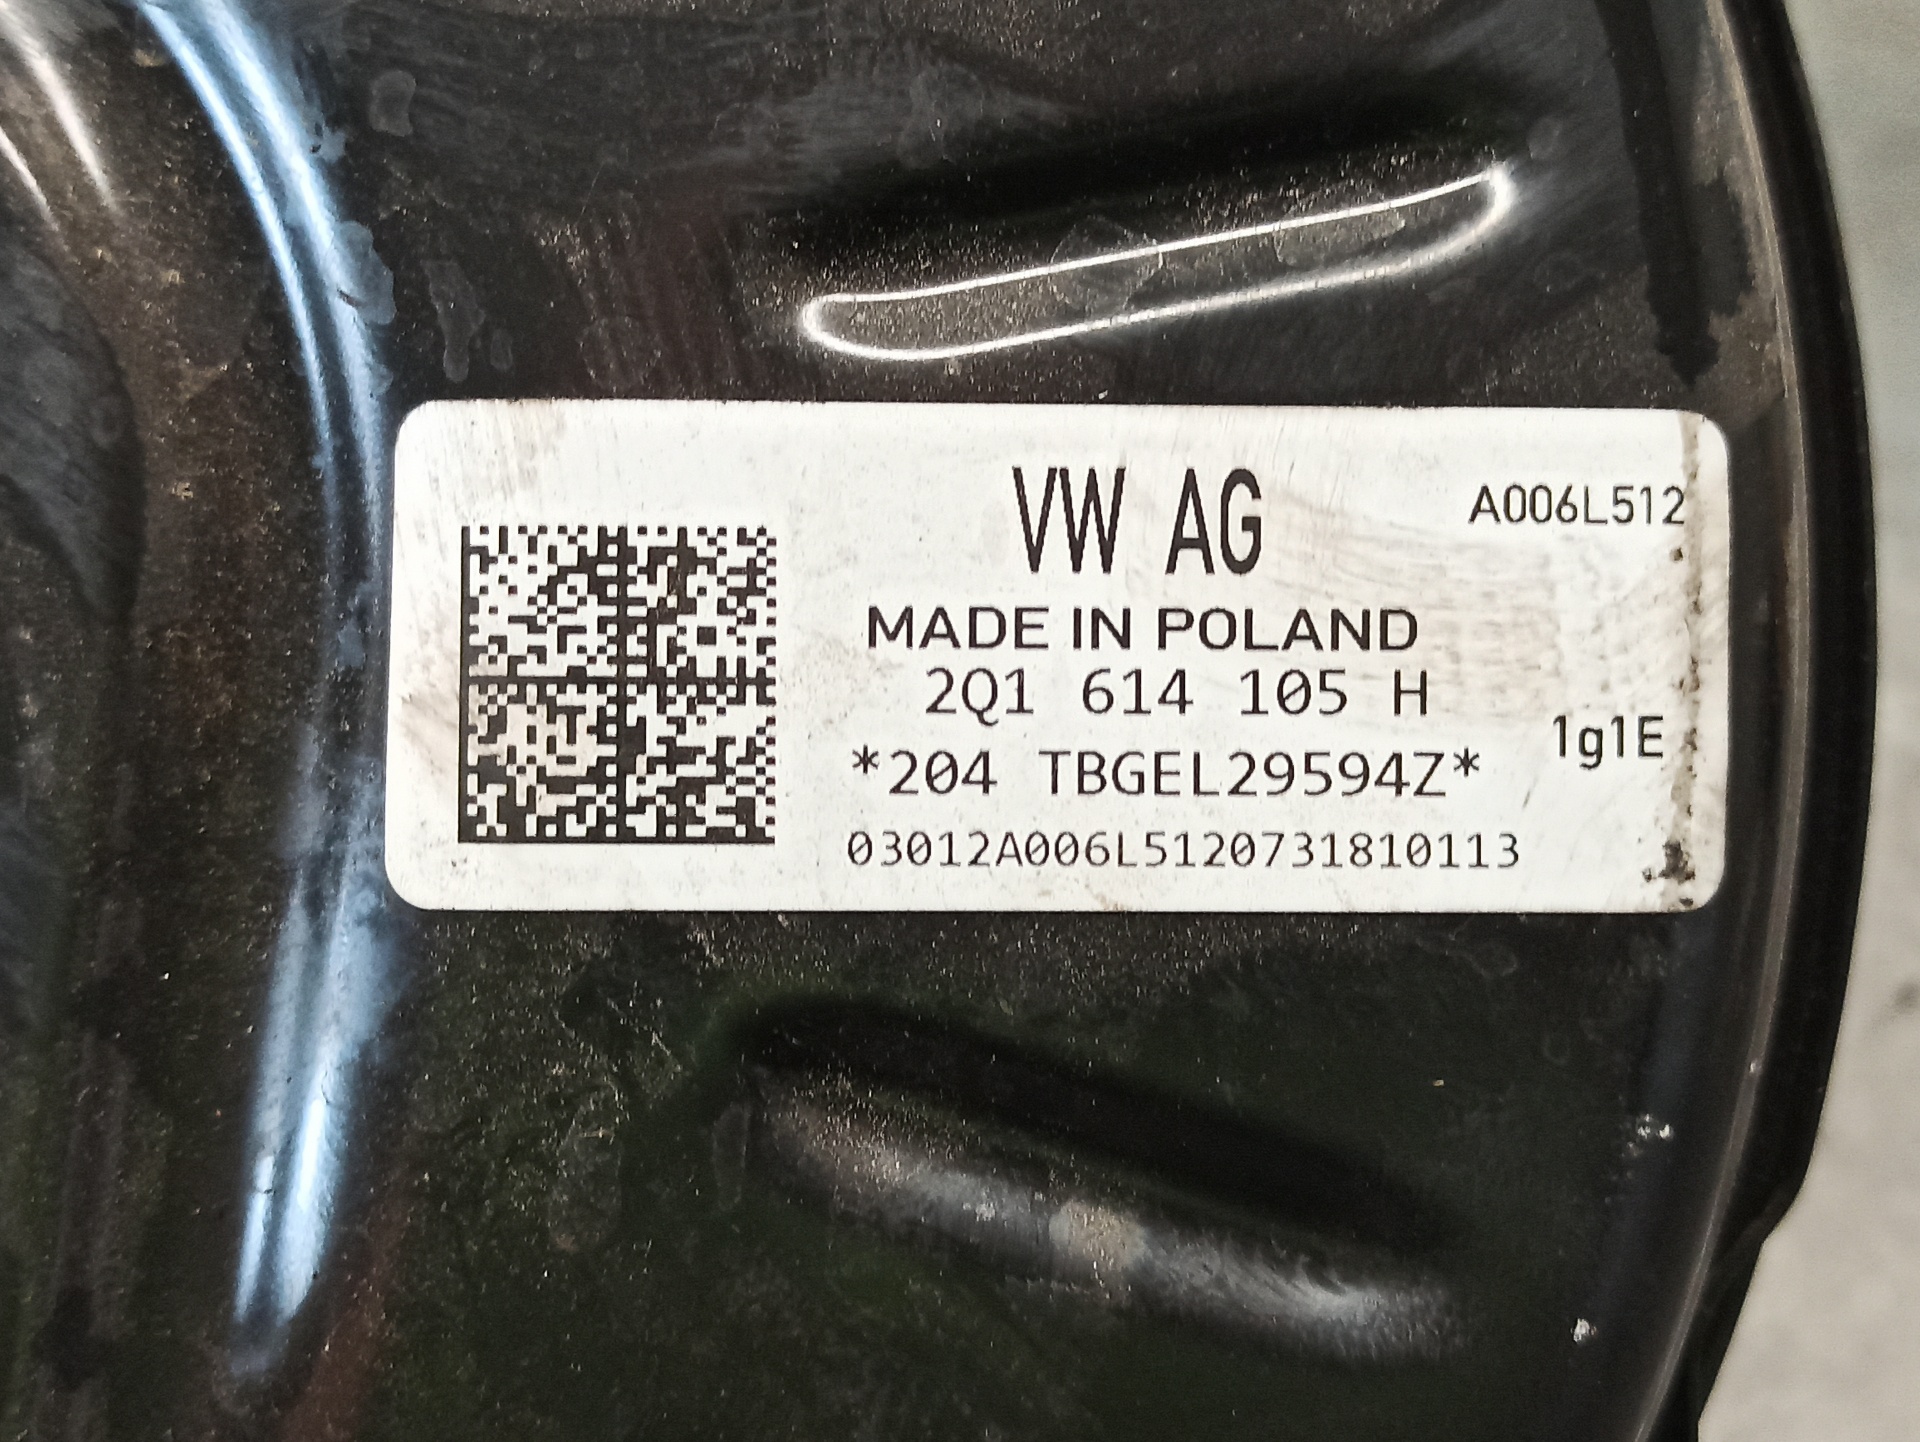 VW AG
A006L512
MADE IN POLAND
2Q1 614 105 H
1g1E
*204 TBGEL29594Z*
03012A006L5120731810113